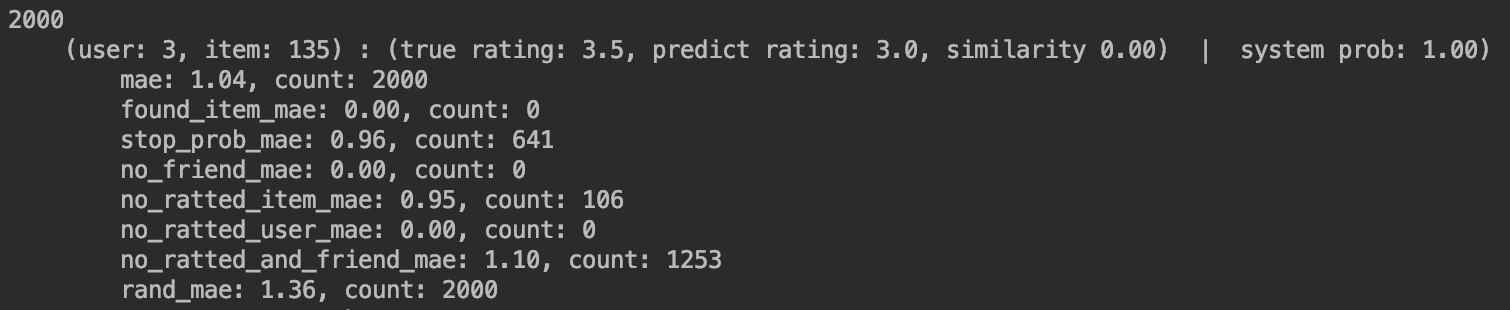 2000
(user: 3, item: 135) : (true rating: 3.5, predict rating: 3.0, similarity 0.00)  |  system prob: 1.00)
mae: 1.04, count: 2000
found_item_mae: 0.00, count: 0
stop_prob_mae: 0.96, count: 641
no_friend_mae: 0.00, count: 0
no_ratted_item_mae: 0.95, count: 106
no_ratted_user_mae: 0.00, count: 0
no_ratted_and_friend_mae: 1.10, count: 1253
rand_mae: 1.36, count: 2000